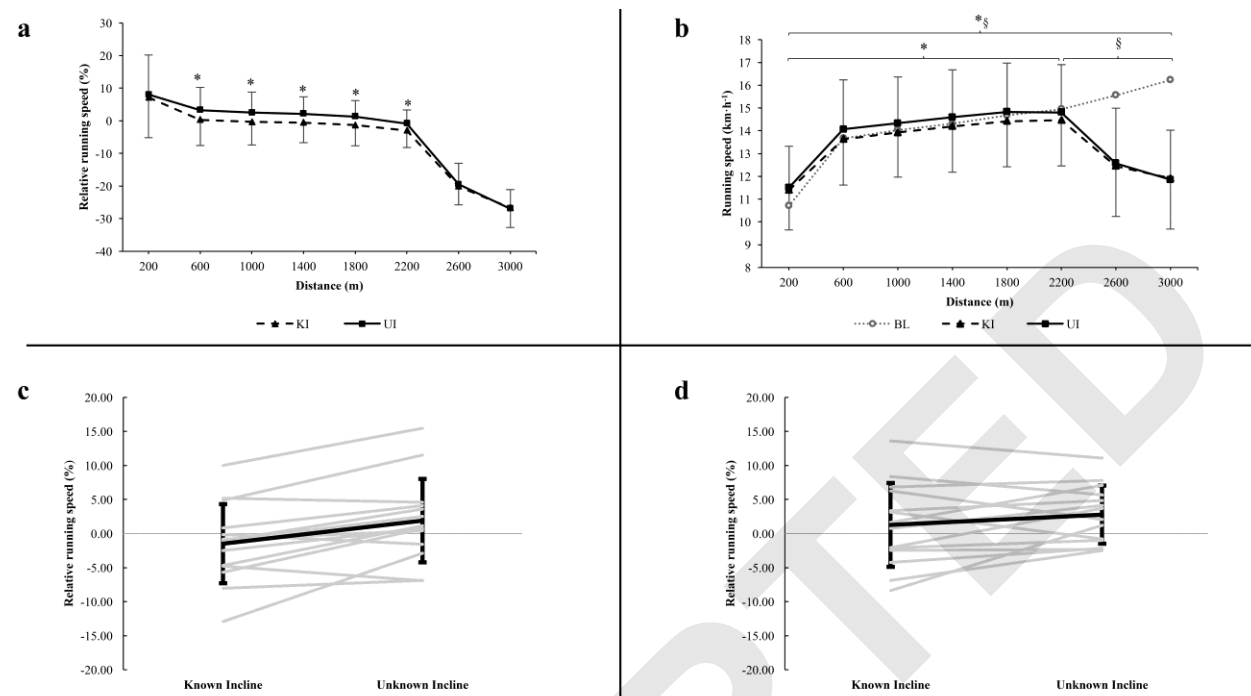 a
30
20
10
0
-10
-20
-30
-40
Relative running speed (%)
*
*
*
*
*
200 600 1000 1400 1800 2200 2600 3000
Distance (m)
KI UI
b
*§
*
§
18
17
16
15
14
13
12
11
10
9
8
Running speed (km·h⁻¹)
200 600 1000 1400 1800 2200 2600 3000
Distance (m)
BL KI UI
c
20.00
15.00
10.00
5.00
0.00
-5.00
-10.00
-15.00
-20.00
Relative running speed (%)
Known Incline Unknown Incline
d
20.00
15.00
10.00
5.00
0.00
-5.00
-10.00
-15.00
-20.00
Relative running speed (%)
Known Incline Unknown Incline
PTED